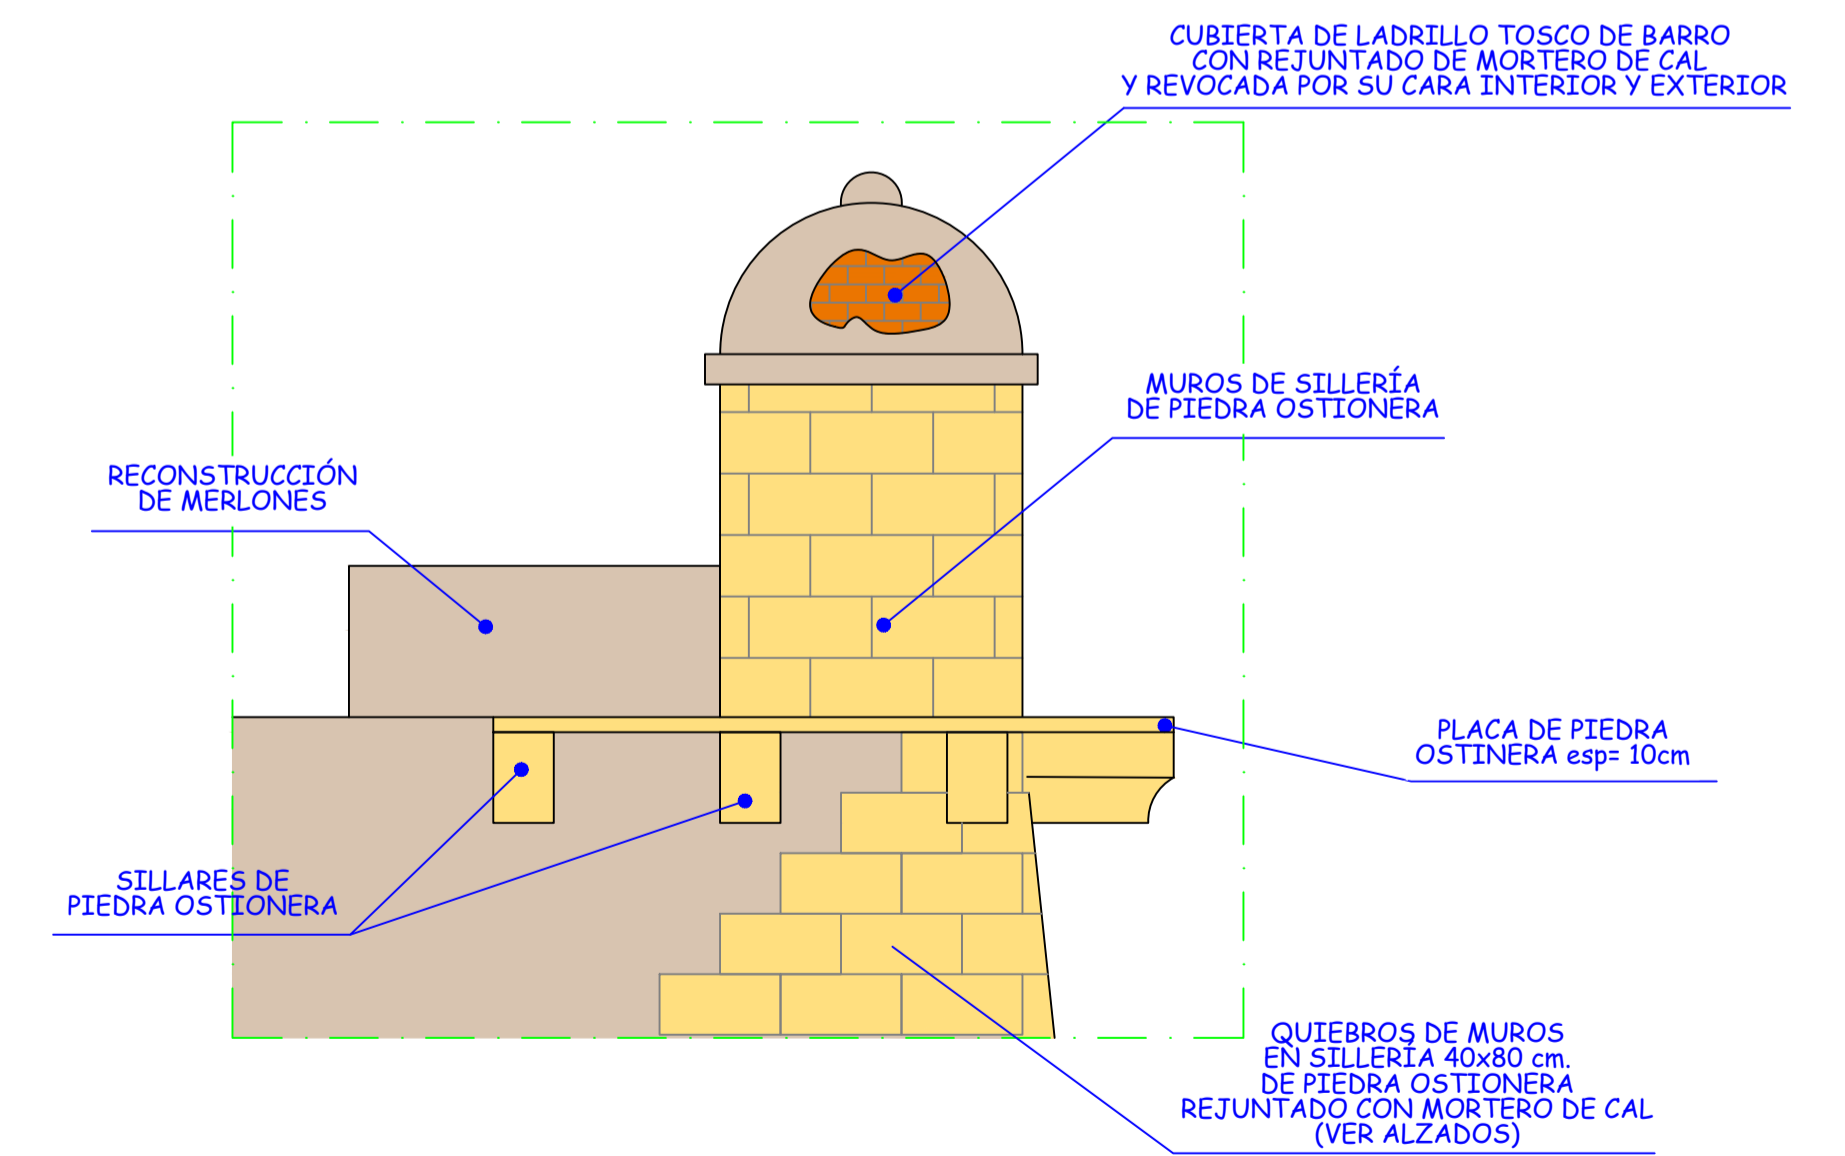 CUBIERTA DE LADRILLO TOSCO DE BARRO
CON REJUNTADO DE MORTERO DE CAL
Y REVOCADA POR SU CARA INTERIOR Y EXTERIOR
MUROS DE SILLERÍA
DE PIEDRA OSTIONERA
RECONSTRUCCIÓN
DE MERLONES
PLACA DE PIEDRA
OSTINERA esp= 10cm
SILLARES DE
PIEDRA OSTIONERA
QUIEBROS DE MUROS
EN SILLERÍA 40x80 cm.
DE PIEDRA OSTIONERA
REJUNTADO CON MORTERO DE CAL
(VER ALZADOS)